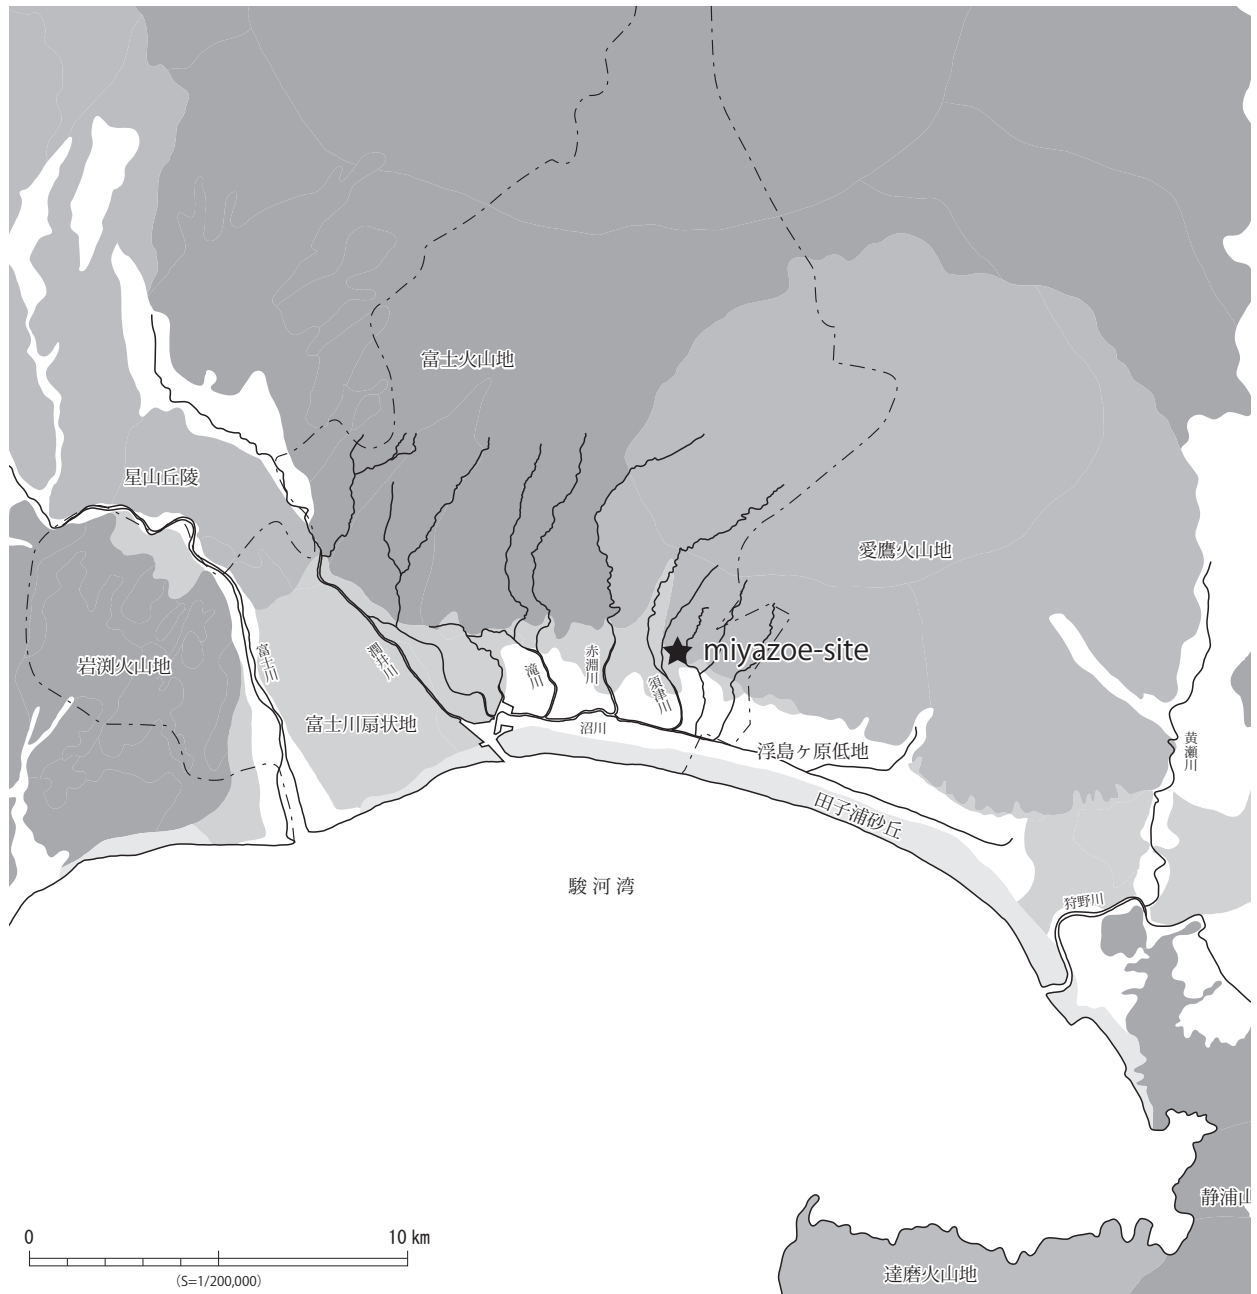 富士火山地
星山丘陵
愛鷹火山地
岩渕火山地
富士川
潤井川
滝川
赤淵川
須津川
miyazoe-site
富士川扇状地
沼川
浮島ヶ原低地
黄瀬川
田子浦砂丘
駿河湾
狩野川
静浦山
達磨火山地
0
10 km
(S=1/200,000)